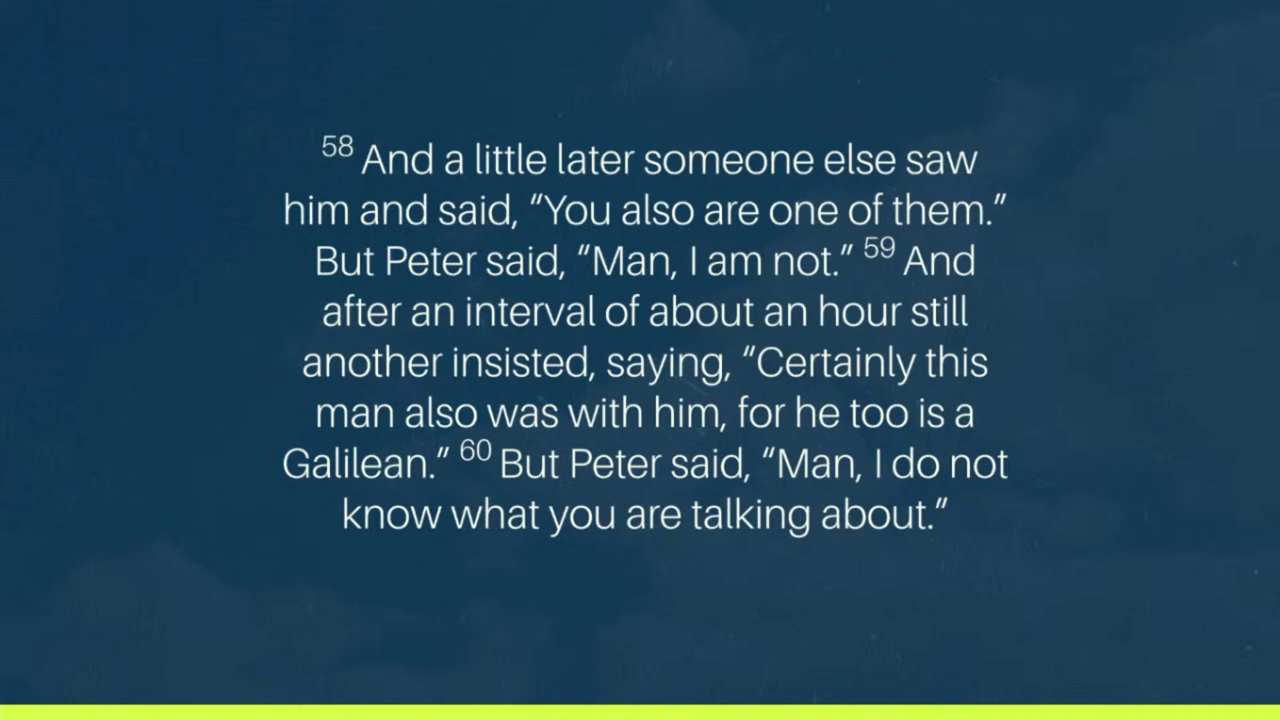 58 And a little later someone else saw
him and said, “You also are one of them.”
But Peter said, “Man, I am not.” 59 And
after an interval of about an hour still
another insisted, saying, “Certainly this
man also was with him, for he too is a
Galilean.” 60 But Peter said, “Man, I do not
know what you are talking about.”